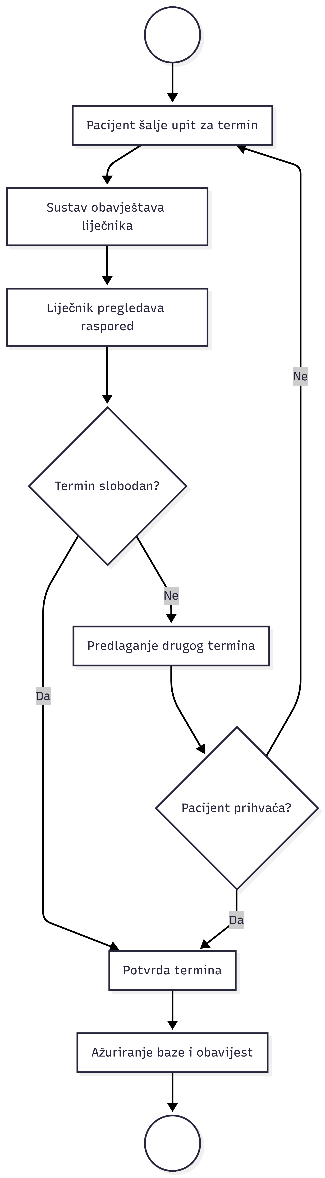 Pacijent šalje upit za termin
Sustav obavještava
liječnika
Liječnik pregledava
raspored
Ne
Termin slobodan?
Ne
Predlaganje drugog termina
Da
Pacijent prihvaća?
Da
Potvrda termina
Ažuriranje baze i obavijest